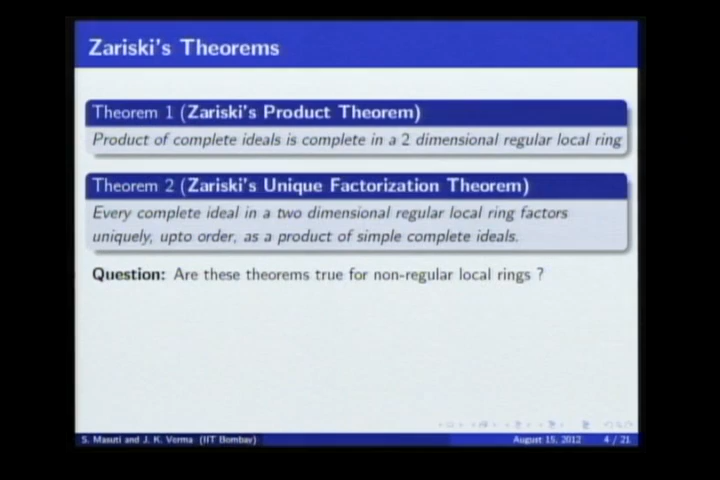 Zariski's Theorems
Theorem 1 (Zariski's Product Theorem)
Product of complete ideals is complete in a 2 dimensional regular local ring
Theorem 2 (Zariski's Unique Factorization Theorem)
Every complete ideal in a two dimensional regular local ring factors
uniquely, upto order, as a product of simple complete ideals.
Question: Are these theorems true for non-regular local rings ?
S. Masuti and J. K. Verma (IIT Bombay)
August 15, 2012
4 / 21